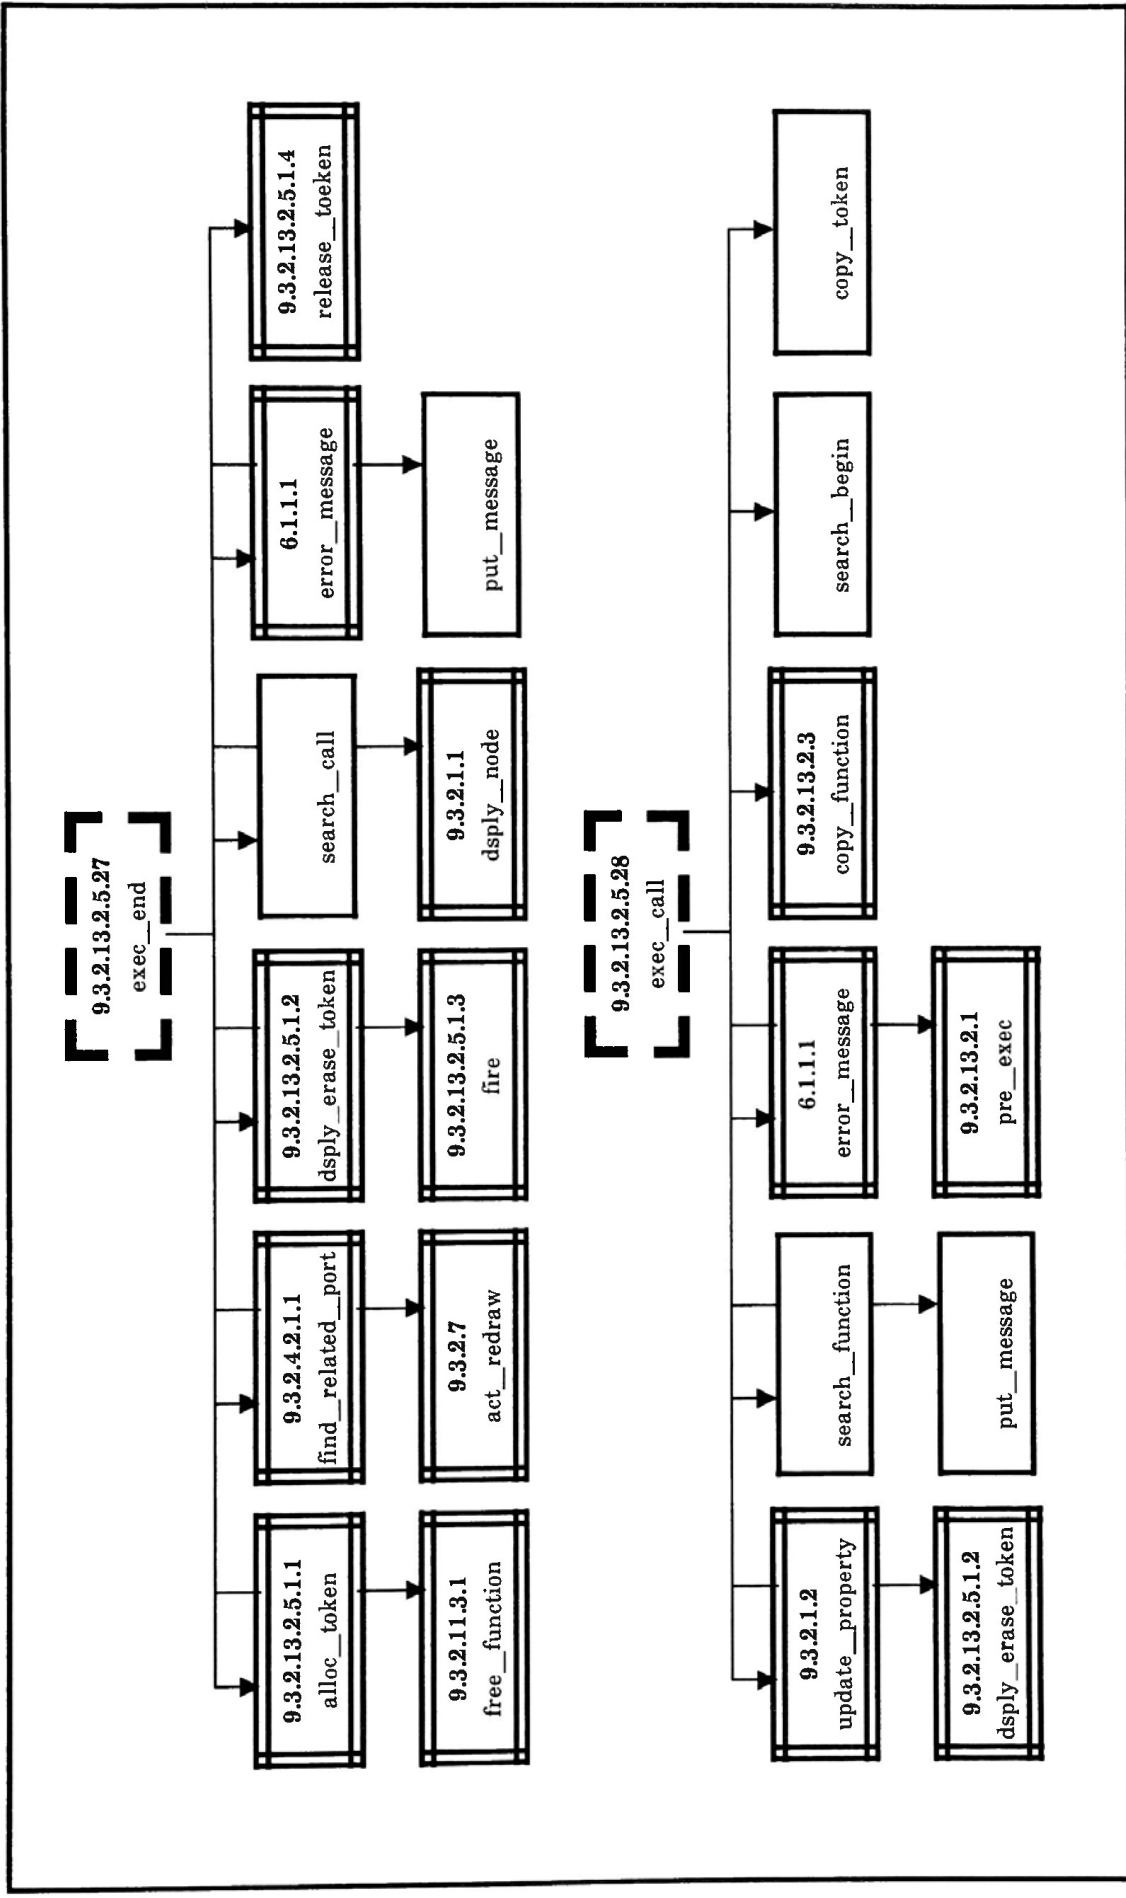 9.3.2.13.2.5.27
exec__end
9.3.2.13.2.5.1.1
alloc__token
9.3.2.4.2.1.1
find__related__port
9.3.2.13.2.5.1.2
dsply__erase__token
search__call
6.1.1.1
error__message
9.3.2.13.2.5.1.4
release__toeken
9.3.2.11.3.1
free__function
9.3.2.7
act__redraw
9.3.2.13.2.5.1.3
fire
9.3.2.1.1
dsply__node
put__message
9.3.2.13.2.5.28
exec__call
9.3.2.1.2
update__property
search__function
6.1.1.1
error__message
9.3.2.13.2.3
copy__function
search__begin
copy__token
9.3.2.13.2.5.1.2
dsply__erase__token
put__message
9.3.2.13.2.1
pre__exec